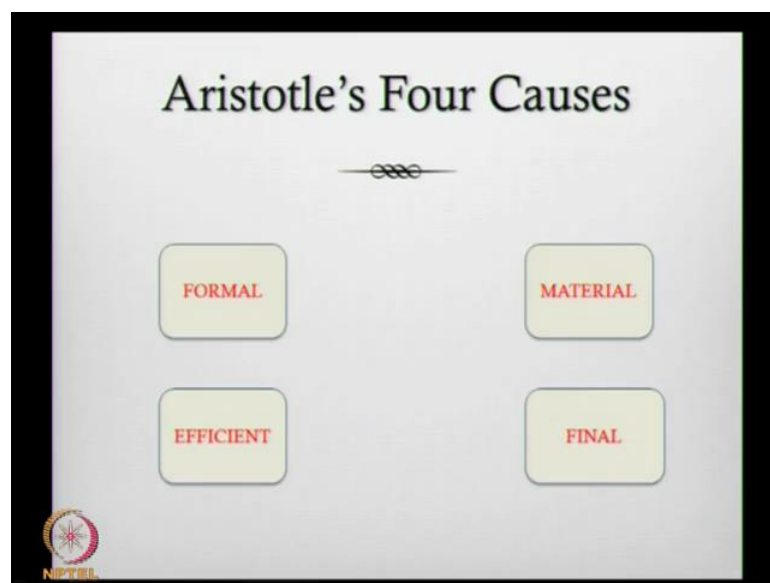 Aristotle's Four Causes
FORMAL
MATERIAL
EFFICIENT
FINAL
NPTEL